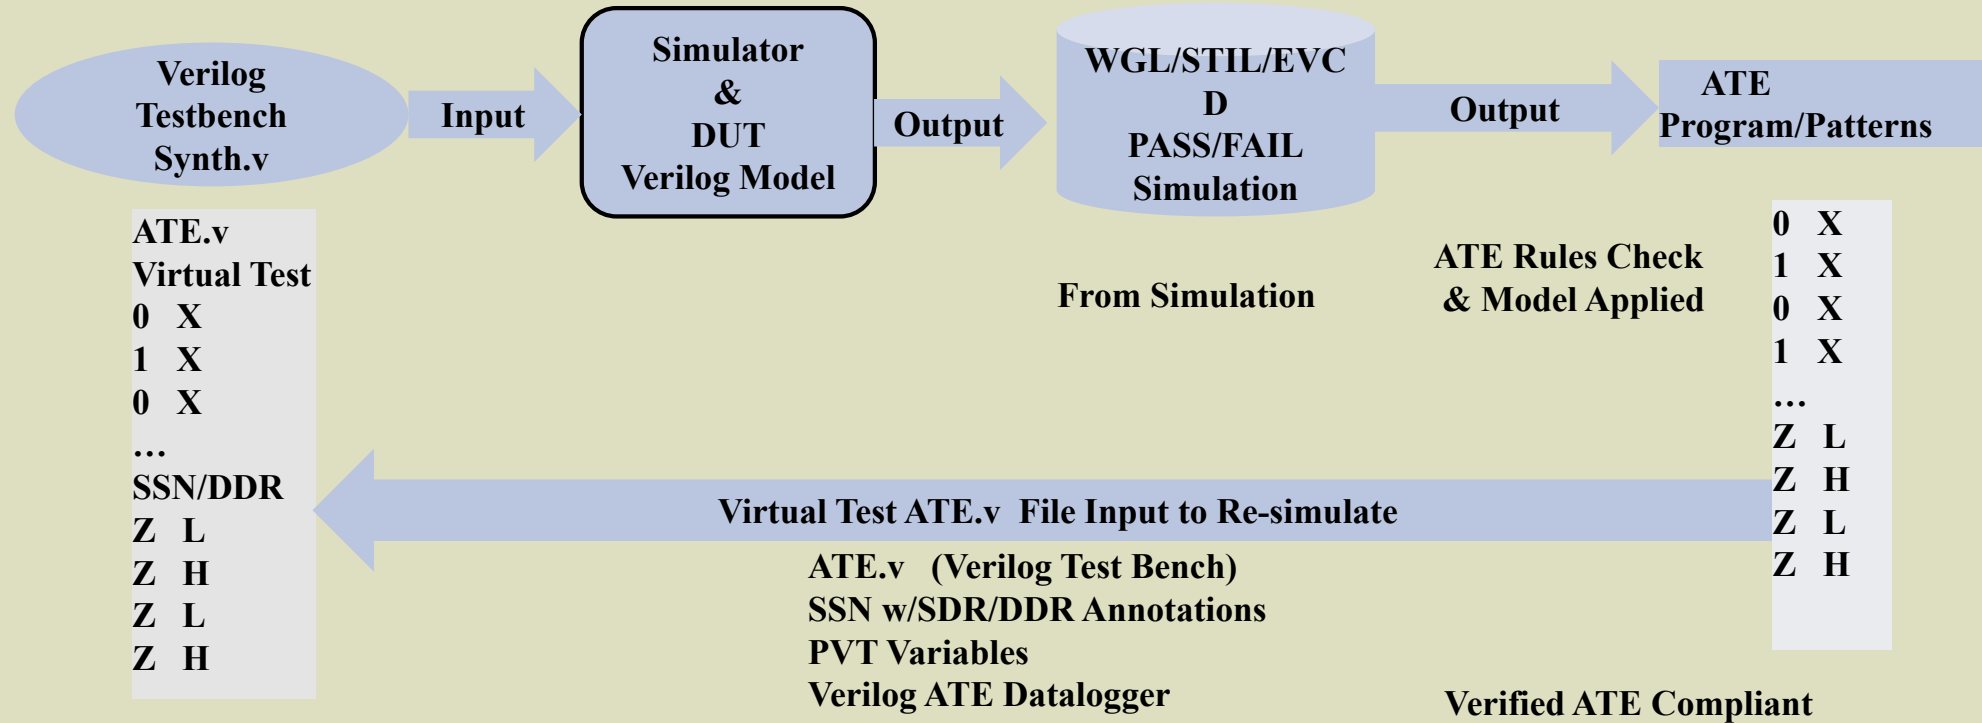 Verilog
Testbench
Synth.v
Input
Simulator
&
DUT
Verilog Model
Output
WGL/STIL/EVC
D
PASS/FAIL
Simulation
Output
ATE
Program/Patterns
ATE.v
Virtual Test
0 X
1 X
0 X
...
SSN/DDR
Z L
Z H
Z L
Z H
From Simulation
ATE Rules Check
& Model Applied
0 X
1 X
0 X
1 X
...
Z L
Z H
Z L
Z H
Virtual Test ATE.v File Input to Re-simulate
ATE.v (Verilog Test Bench)
SSN w/SDR/DDR Annotations
PVT Variables
Verilog ATE Datalogger
Verified ATE Compliant